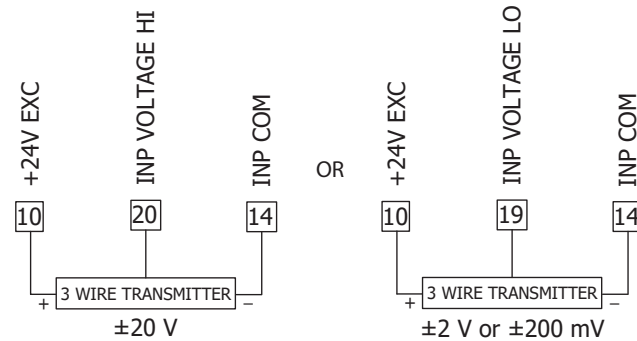 +24V EXC
INP VOLTAGE HI
INP COM
10
20
14
+ 3 WIRE TRANSMITTER –
±20 V
OR
+24V EXC
INP VOLTAGE LO
INP COM
10
19
14
+ 3 WIRE TRANSMITTER –
±2 V or ±200 mV